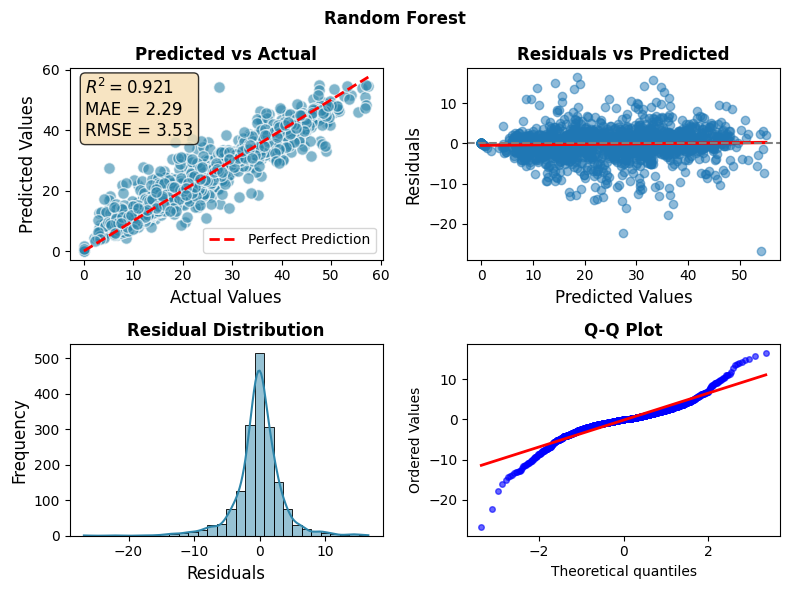 Random Forest
Predicted vs Actual
Predicted Values
60
40
20
0
R² = 0.921
MAE = 2.29
RMSE = 3.53
Perfect Prediction
0 10 20 30 40 50 60
Actual Values
Residuals vs Predicted
Residuals
10
0
−10
−20
0 10 20 30 40 50
Predicted Values
Residual Distribution
Frequency
500
400
300
200
100
0
−20 −10 0 10
Residuals
Q-Q Plot
Ordered Values
10
0
−10
−20
−2 0 2
Theoretical quantiles